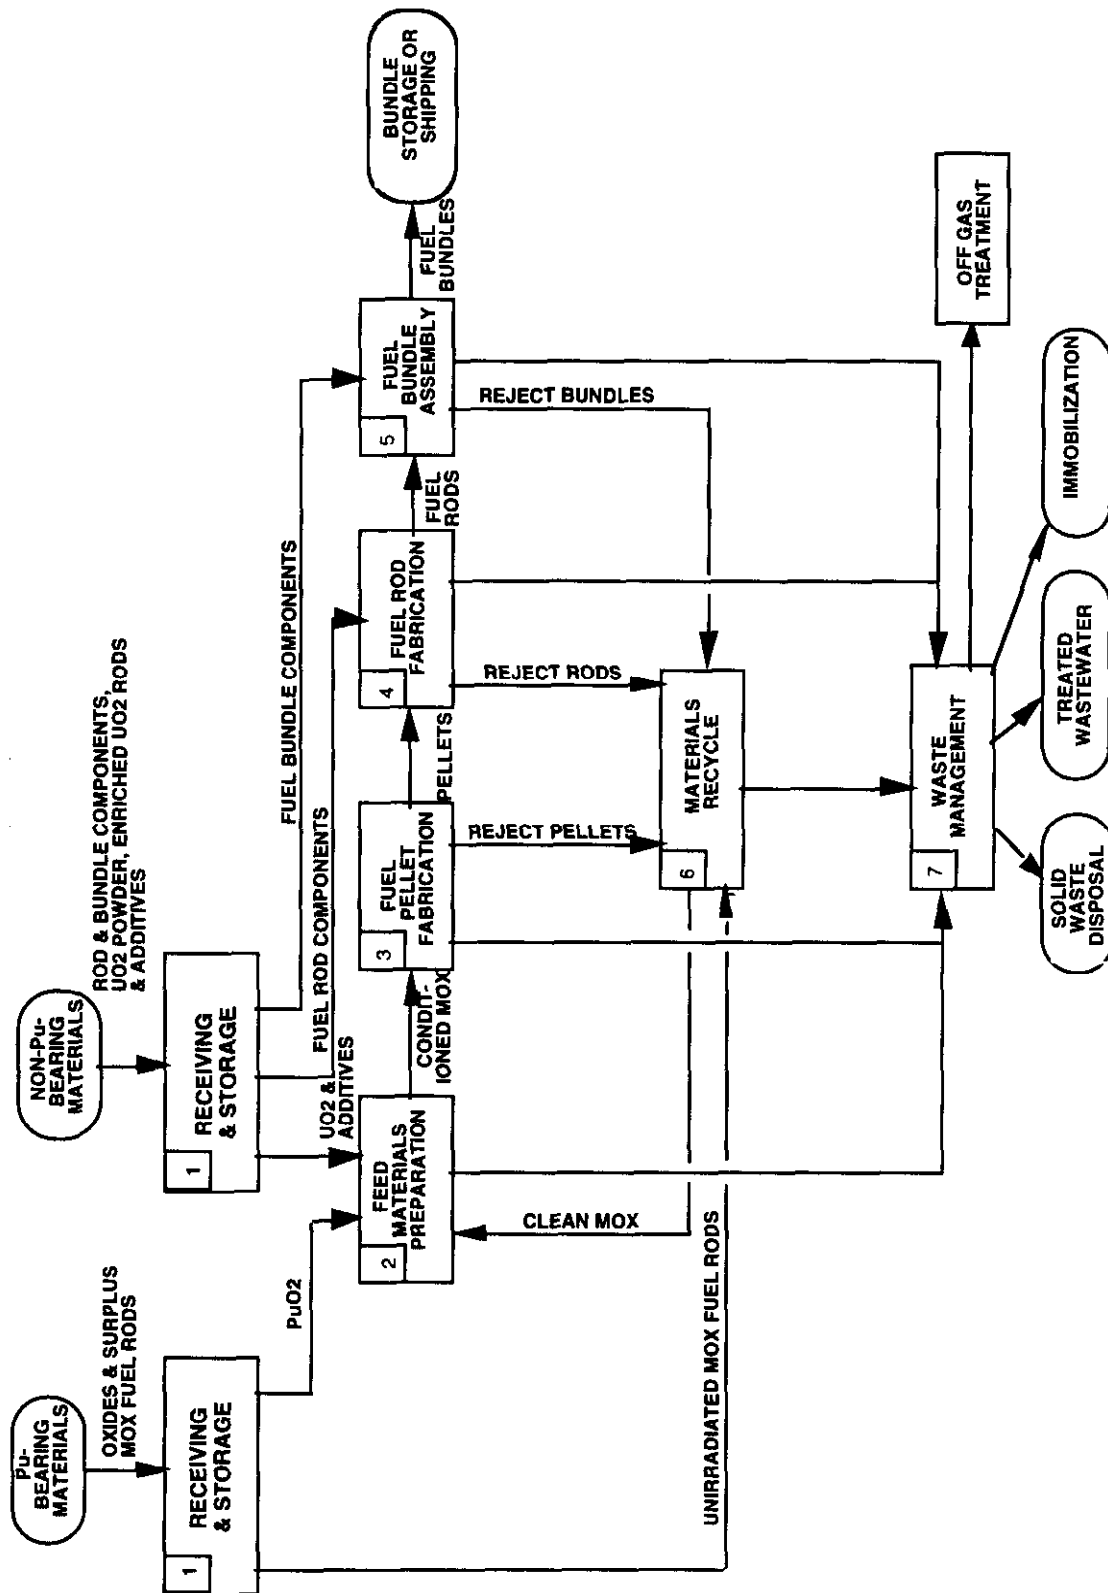 Pu-
BEARING
MATERIALS
OXIDES & SURPLUS
MOX FUEL RODS
1
RECEIVING
& STORAGE
NON-Pu-
BEARING
MATERIALS
ROD & BUNDLE COMPONENTS,
UO2 POWDER, ENRICHED UO2 RODS
& ADDITIVES
1
RECEIVING
& STORAGE
PuO2
UO2 &
ADDITIVES
FUEL ROD COMPONENTS
FUEL BUNDLE COMPONENTS
2
FEED
MATERIALS
PREPARATION
CONDIT-
IONED MOX
3
FUEL
PELLET
FABRICATION
PELLETS
4
FUEL ROD
FABRICATION
FUEL
RODS
5
FUEL
BUNDLE
ASSEMBLY
FUEL
BUNDLES
BUNDLE
STORAGE OR
SHIPPING
CLEAN MOX
REJECT PELLETS
REJECT RODS
REJECT BUNDLES
UNIRRADIATED MOX FUEL RODS
6
MATERIALS
RECYCLE
7
WASTE
MANAGEMENT
OFF GAS
TREATMENT
SOLID
WASTE
DISPOSAL
TREATED
WASTEWATER
IMMOBILIZATION